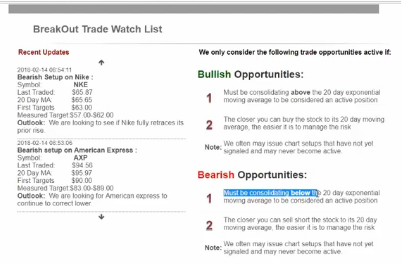 BreakOut Trade Watch List
Recent Updates
2018-02-14 06:54:11
Bearish Setup on Nike :
Symbol NKE
Last Traded: $65.87
20 Day MA: $65.65
First Targets $63.00
Measured Target:$57.00-$62.00
Outlook: We are looking to see if Nike fully retraces its
prior rise.
2018-02-14 06:53:05
Bearish setup on American Express :
Symbol AXP
Last Traded: $94.56
20 Day MA: $95.97
First Targets $90.00
Measured Target:$83.00-$89.00
Outlook: We are looking for American express to
continue to correct lower
We only consider the following trade opportunities active if:
Bullish Opportunities:
1 Must be consolidating above the 20 day exponential
moving average to be considered an active position
2 The closer you can buy the stock to its 20 day moving
average, the easier it is to manage the risk
Note: We often may issue chart setups that have not yet
signaled and may never become active.
Bearish Opportunities:
1 Must be consolidating below the 20 day exponential
moving average to be considered an active position
2 The closer you can sell short the stock to its 20 day
moving average, the easier it is to manage the risk
Note: We often may issue chart setups that have not yet
signaled and may never become active.